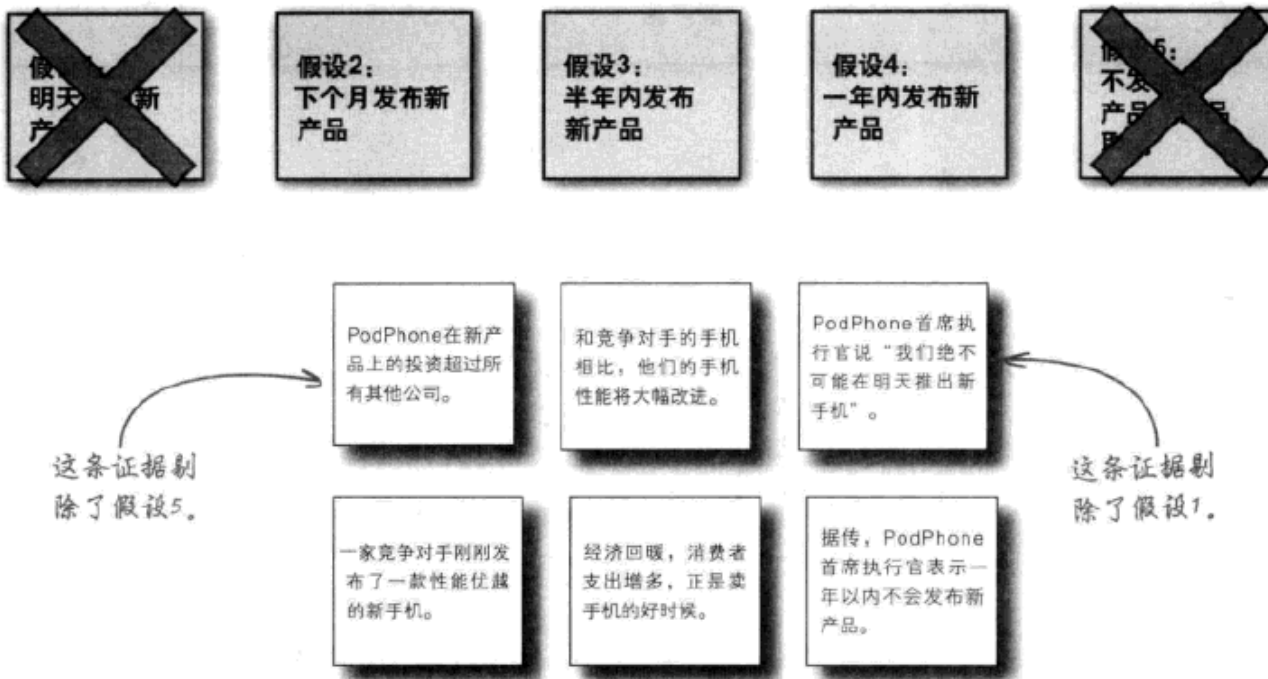 假设
明天 新
产
假设2：
下个月发布新
产品
假设3：
半年内发布
新产品
假设4：
一年内发布新
产品
5：
不发
产品 品
PodPhone在新产
品上的投资超过所
有其他公司。
和竞争对手的手机
相比，他们的手机
性能将大幅改进。
PodPhone首席执
行官说“我们绝不
可能在明天推出新
手机”。
这条证据剔
除了假设5。
这条证据剔
除了假设1。
一家竞争对手刚刚发
布了一款性能优越
的新手机。
经济回暖，消费者
支出增多，正是卖
手机的好时候。
据传，PodPhone
首席执行官表示一
年以内不会发布新
产品。